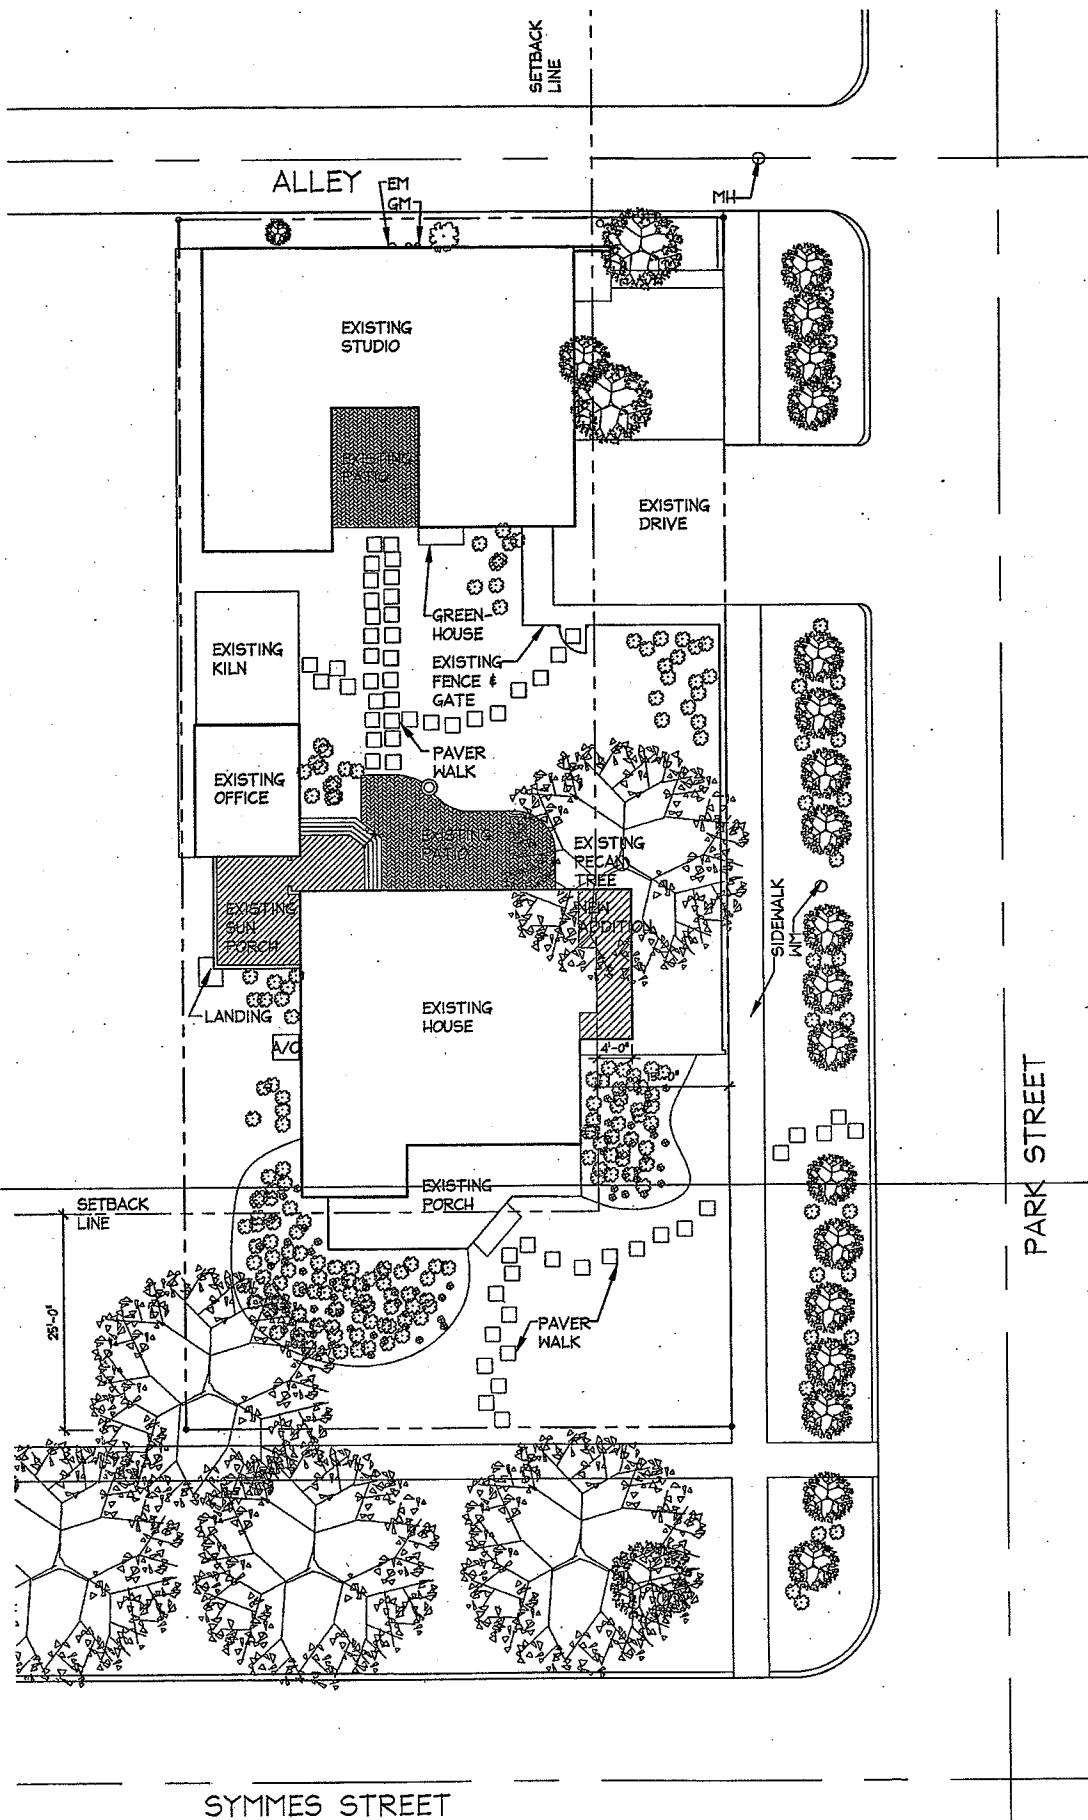 SETBACK
LINE
ALLEY
EM
GM
MH
EXISTING
STUDIO
EXISTING
PATIO
EXISTING
DRIVE
GREEN-
HOUSE
EXISTING
KILN
EXISTING
FENCE &
GATE
PAVER
WALK
EXISTING
OFFICE
EXISTING
PATIO
EXISTING
PECAN
TREE
NEW
ADDITION
EXISTING
SUN
PORCH
SIDEWALK
WM
LANDING
EXISTING
HOUSE
A/C
4'-0"
PARK STREET
EXISTING
PORCH
SETBACK
LINE
25'-0"
PAVER
WALK
SYMMES STREET